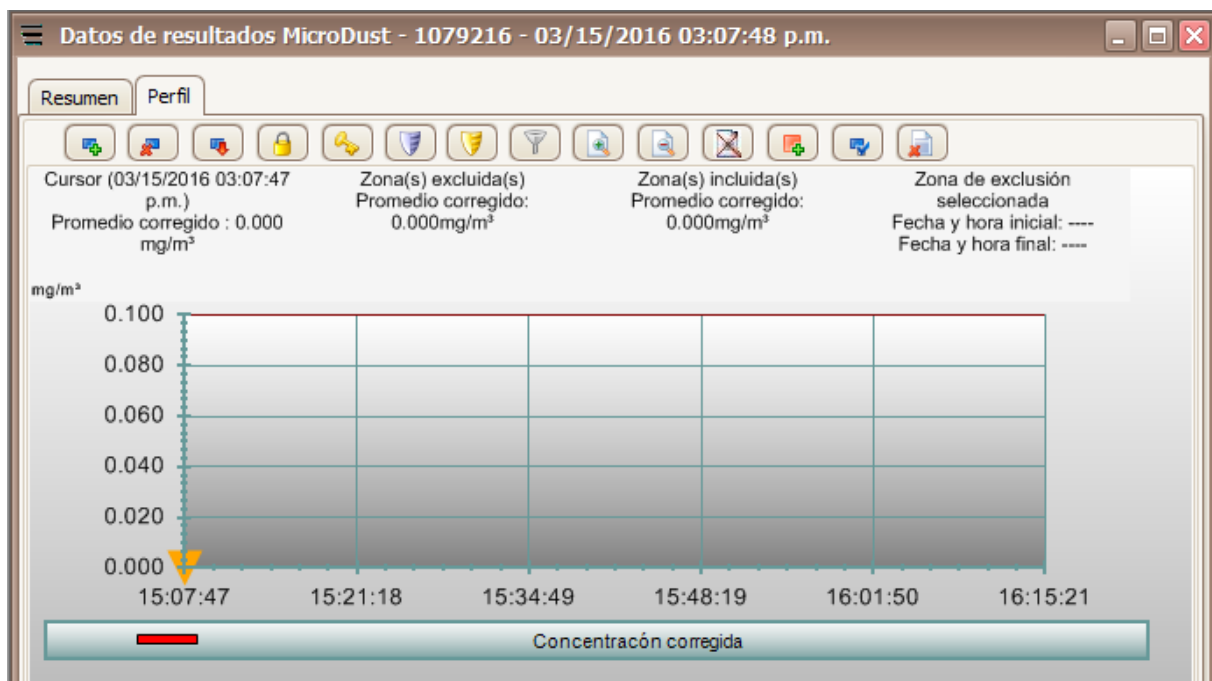 Datos de resultados MicroDust - 1079216 - 03/15/2016 03:07:48 p.m.
Resumen
Perfil
Cursor (03/15/2016 03:07:47
p.m.)
Promedio corregido : 0.000
mg/m³
Zona(s) excluida(s)
Promedio corregido:
0.000mg/m³
Zona(s) incluida(s)
Promedio corregido:
0.000mg/m³
Zona de exclusión
seleccionada
Fecha y hora inicial: ----
Fecha y hora final: ----
mg/m³
0.100
0.080
0.060
0.040
0.020
0.000
15:07:47 15:21:18 15:34:49 15:48:19 16:01:50 16:15:21
Concentracón corregida